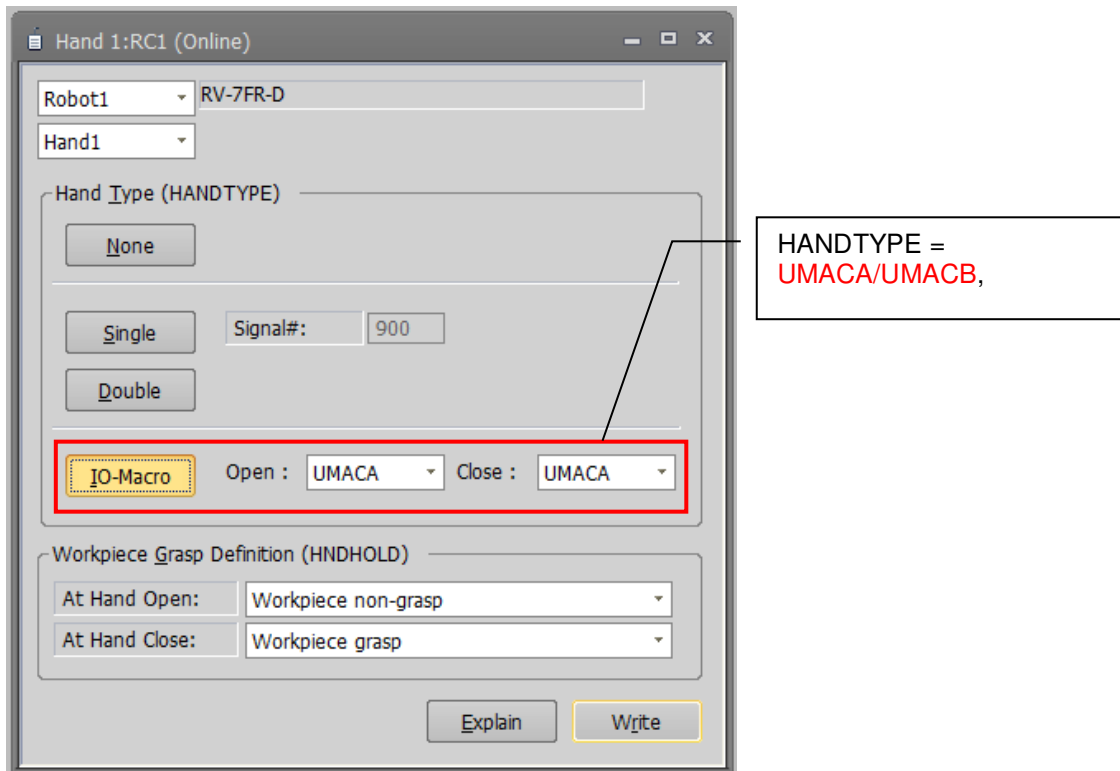 Hand 1:RC1 (Online)
Robot1 RV-7FR-D
Hand1
Hand Type (HANDTYPE)
None
Single Signal#: 900
Double
IO-Macro Open : UMACA Close : UMACA
Workpiece Grasp Definition (HNDHOLD)
At Hand Open: Workpiece non-grasp
At Hand Close: Workpiece grasp
Explain Write
HANDTYPE =
UMACA/UMACB,